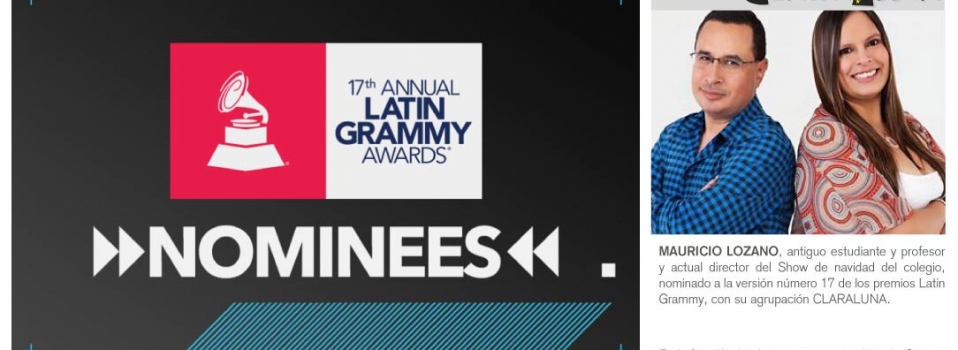 17th ANNUAL
LATIN
GRAMMY
AWARDS®
NOMINEES
MAURICIO LOZANO, antiguo estudiante y profesor
y actual director del Show de navidad del colegio,
nominado a la versión número 17 de los premios Latin
Grammy, con su agrupación CLARALUNA.